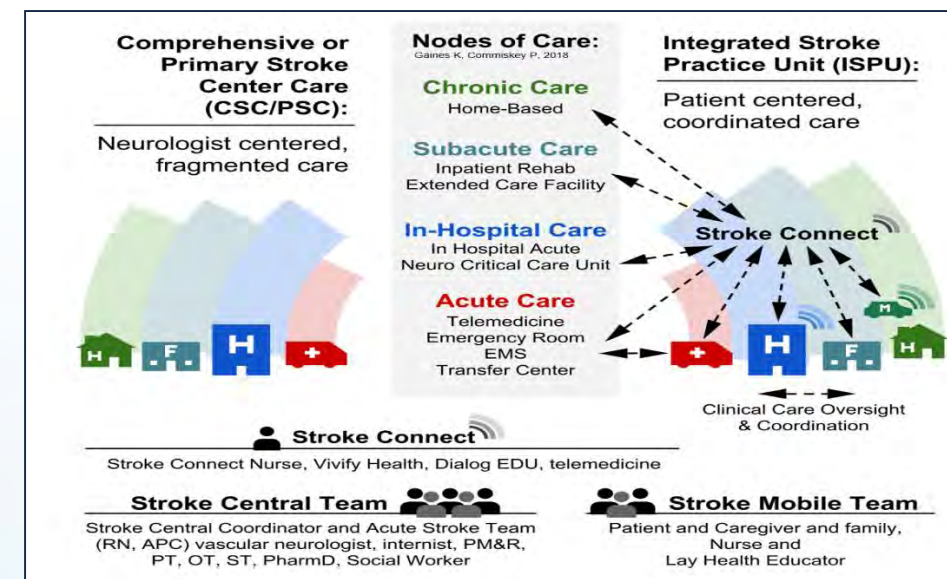 Comprehensive or
Primary Stroke
Center Care
(CSC/PSC):
Neurologist centered,
fragmented care
Nodes of Care:
Gaines K, Commiskey P, 2018
Chronic Care
Home-Based
Subacute Care
Inpatient Rehab
Extended Care Facility
In-Hospital Care
In Hospital Acute
Neuro Critical Care Unit
Acute Care
Telemedicine
Emergency Room
EMS
Transfer Center
Integrated Stroke
Practice Unit (ISPU):
Patient centered,
coordinated care
Stroke Connect
H
F
H
H
F
M
H
Clinical Care Oversight
& Coordination
Stroke Connect
Stroke Connect Nurse, Vivify Health, Dialog EDU, telemedicine
Stroke Central Team
Stroke Central Coordinator and Acute Stroke Team
(RN, APC) vascular neurologist, internist, PM&R,
PT, OT, ST, PharmD, Social Worker
Stroke Mobile Team
Patient and Caregiver and family,
Nurse and
Lay Health Educator